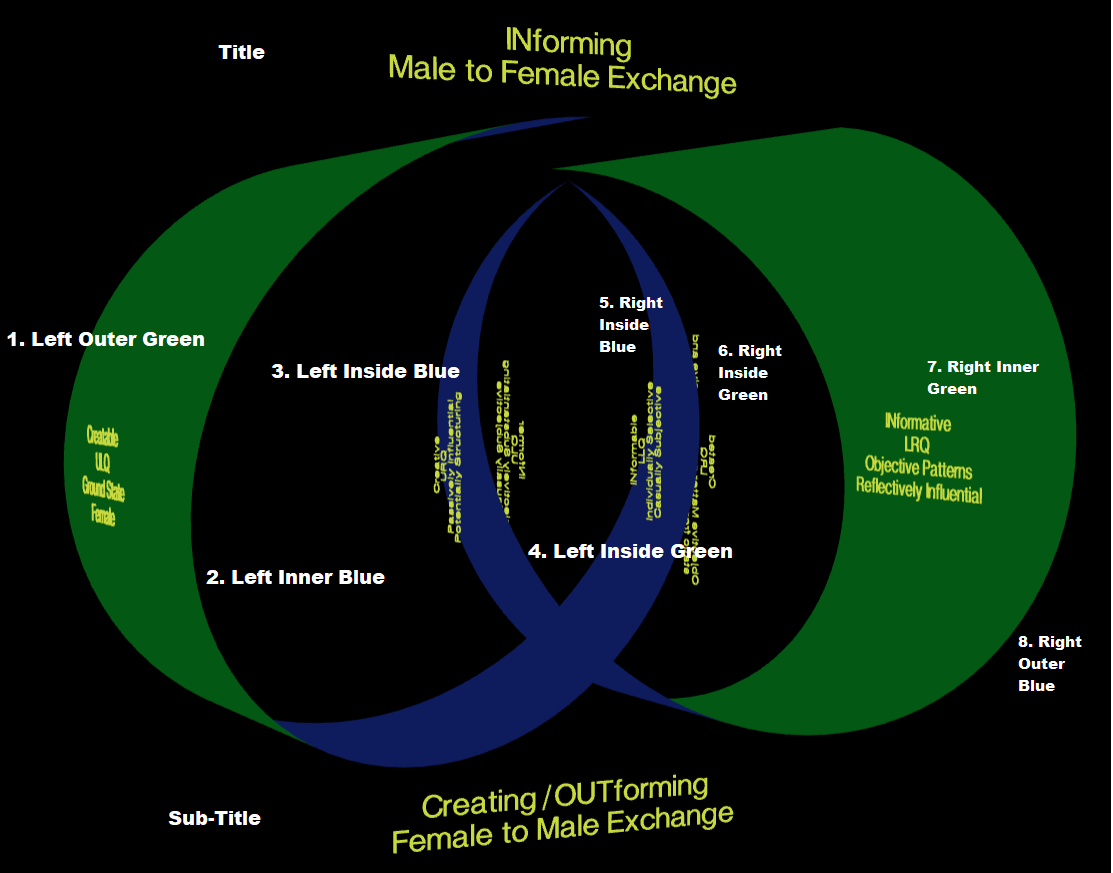 Title
INforming
Male to Female Exchange
1. Left Outer Green
Creatable
ULQ
Ground State
Female
2. Left Inner Blue
3. Left Inside Blue
Creative
URQ
Passively Influential
Potentially Structuring
Informer
4. Left Inside Green
5. Right
Inside
Blue
INformable
LLQ
Individually Selective
Casually Subjective
6. Right
Inside
Green
Created
7. Right Inner
Green
INformative
LRQ
Objective Patterns
Reflectively Influential
8. Right
Outer
Blue
Sub-Title
Creating/OUTforming
Female to Male Exchange